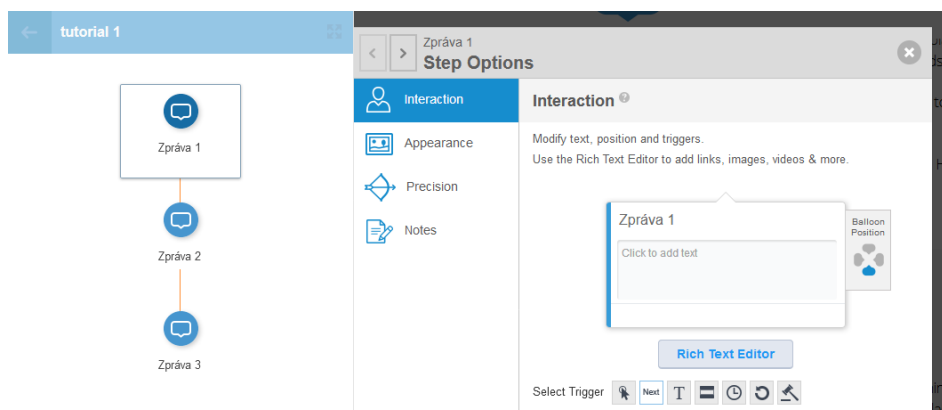 tutorial 1
Zpráva 1
Zpráva 2
Zpráva 3
Zpráva 1
Step Options
Interaction
Appearance
Precision
Notes
Interaction
Modify text, position and triggers.
Use the Rich Text Editor to add links, images, videos & more.
Zpráva 1
Click to add text
Balloon
Position
Rich Text Editor
Select Trigger
Next
T